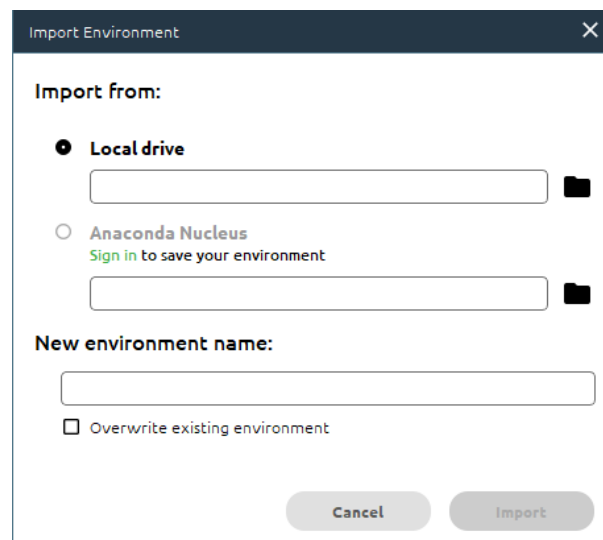 Import Environment
Import from:
Local drive
Anaconda Nucleus
Sign in to save your environment
New environment name:
Overwrite existing environment
Cancel
Import